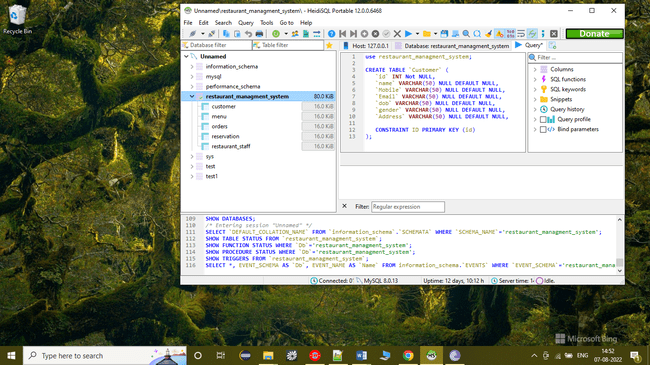 Recycle Bin
Unnamed\restaurant_managment_system\ - HeidiSQL Portable 12.0.0.6468
File Edit Search Query Tools Go to Help
Donate
Database filter
Table filter
Host: 127.0.0.1
Database: restaurant_managment_system
Query*
Unnamed
information_schema
mysql
performance_schema
restaurant_managment_system 80.0 KiB
customer 16.0 KiB
menu 16.0 KiB
orders 16.0 KiB
reservation 16.0 KiB
restaurant_staff 16.0 KiB
sys
test
test1
1 use restaurant_managment_system;
2
3 CREATE TABLE `Customer` (
4 `id` INT Not NULL,
5 `name` VARCHAR(50) NULL DEFAULT NULL,
6 `Mobile` VARCHAR(50) NULL DEFAULT NULL,
7 `Email` VARCHAR(50) NULL DEFAULT NULL,
8 `dob` VARCHAR(50) NULL DEFAULT NULL,
9 `gender` VARCHAR(50) NULL DEFAULT NULL,
10 `Address` VARCHAR(50) NULL DEFAULT NULL,
11
12 CONSTRAINT ID PRIMARY KEY (id)
13 );
Filter ...
Columns
SQL functions
SQL keywords
Snippets
Query history
Query profile
Bind parameters
Filter: Regular expression
109 SHOW DATABASES;
110 /* Entering session "Unnamed" */
111 SELECT `DEFAULT_COLLATION_NAME` FROM `information_schema`.`SCHEMATA` WHERE `SCHEMA_NAME`='restaurant_managment_system';
112 SHOW TABLE STATUS FROM `restaurant_managment_system`;
113 SHOW FUNCTION STATUS WHERE `Db`='restaurant_managment_system';
114 SHOW PROCEDURE STATUS WHERE `Db`='restaurant_managment_system';
115 SHOW TRIGGERS FROM `restaurant_managment_system`;
116 SELECT *, EVENT_SCHEMA AS `Db`, EVENT_NAME AS `Name` FROM information_schema.`EVENTS` WHERE `EVENT_SCHEMA`='restaurant_mana
Connected: 0'
MySQL 8.0.13
Uptime: 12 days, 10:12 h
Server time: 1
Idle.
Microsoft Bing
Type here to search
ENG
14:52
07-08-2022